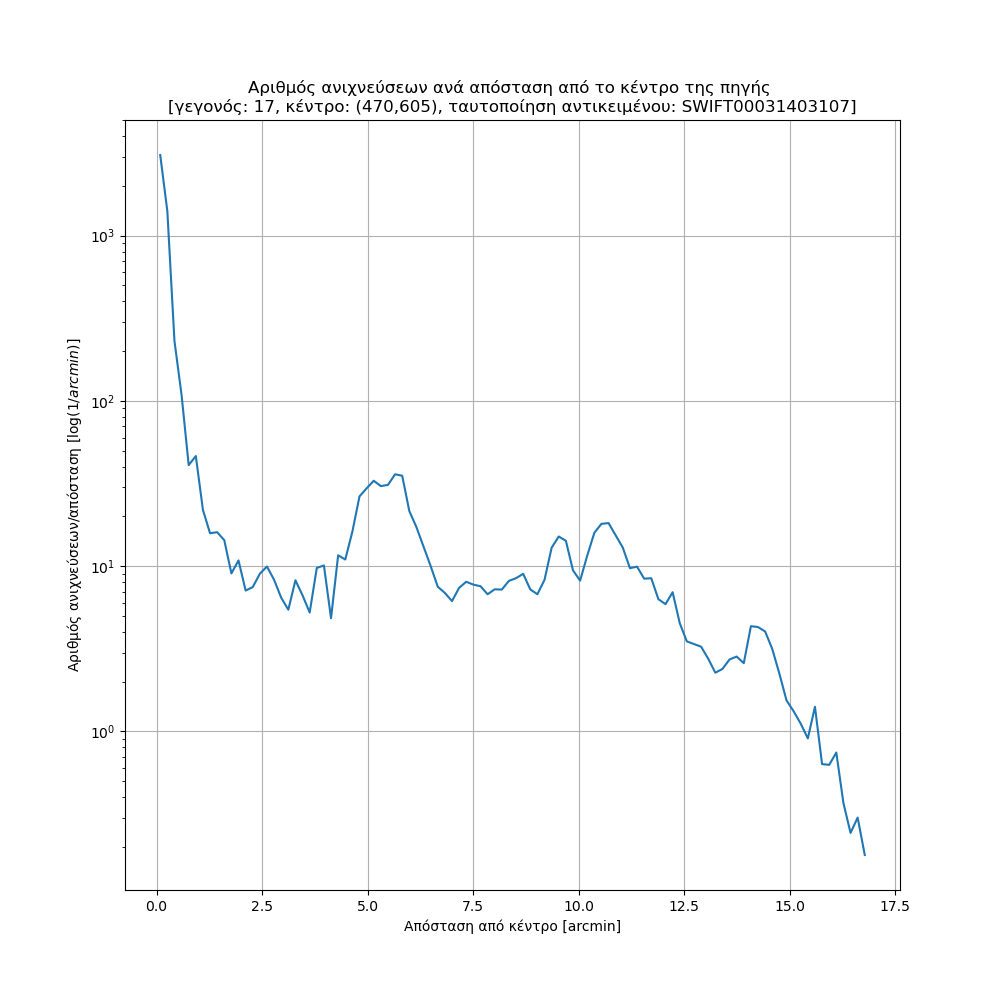 Αριθμός ανιχνεύσεων ανά απόσταση από το κέντρο της πηγής
[γεγονός: 17, κέντρο: (470,605), ταυτοποίηση αντικειμένου: SWIFT00031403107]
Αριθμός ανιχνεύσεων/απόσταση [log(1/arcmin)]
10³
10²
10¹
10⁰
0.0 2.5 5.0 7.5 10.0 12.5 15.0 17.5
Απόσταση από κέντρο [arcmin]